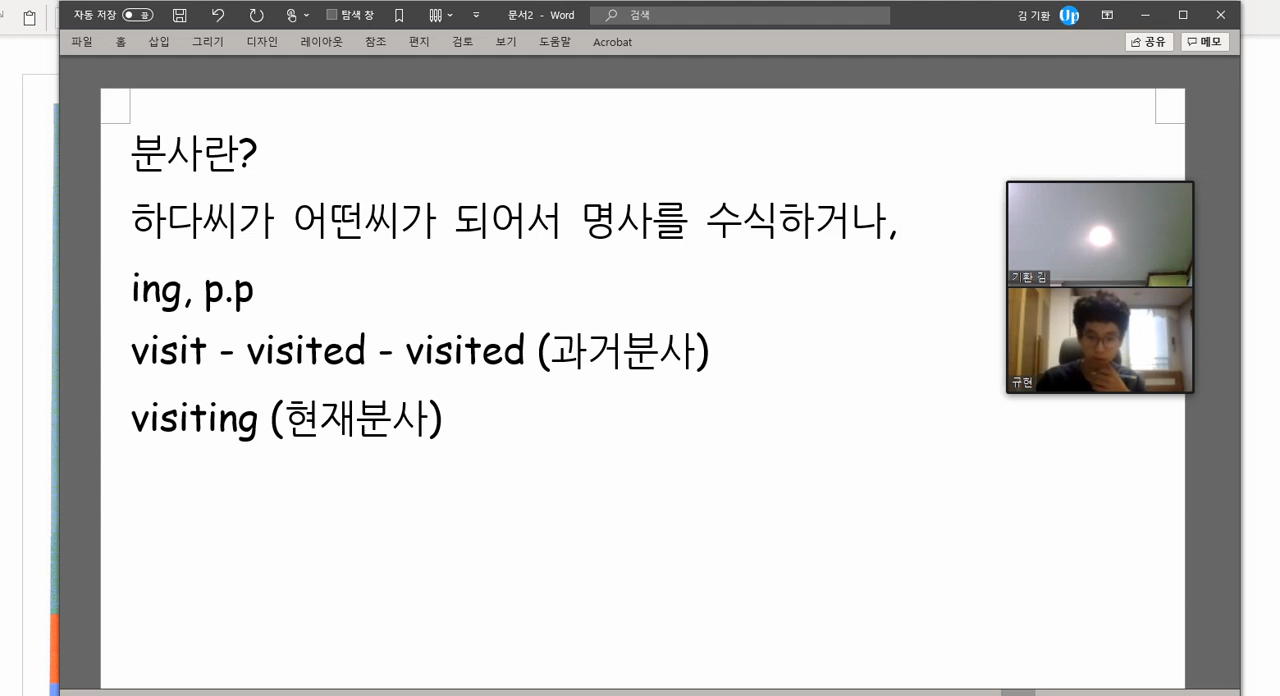 자동 저장 끔 탐색 창 문서2 - Word 검색 김 기환 Up
파일 홈 삽입 그리기 디자인 레이아웃 참조 편지 검토 보기 도움말 Acrobat 공유 메모
분사란?
하다씨가 어떤씨가 되어서 명사를 수식하거나,
ing, p.p
visit - visited - visited (과거분사)
visiting (현재분사)
기환 김
규현